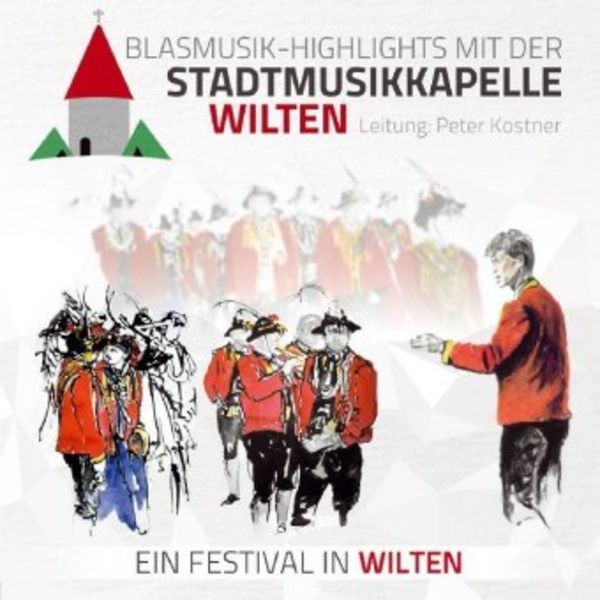 BLASMUSIK-HIGHLIGHTS MIT DER
STADTMUSIKKAPELLE
WILTEN Leitung: Peter Kostner
EIN FESTIVAL IN WILTEN